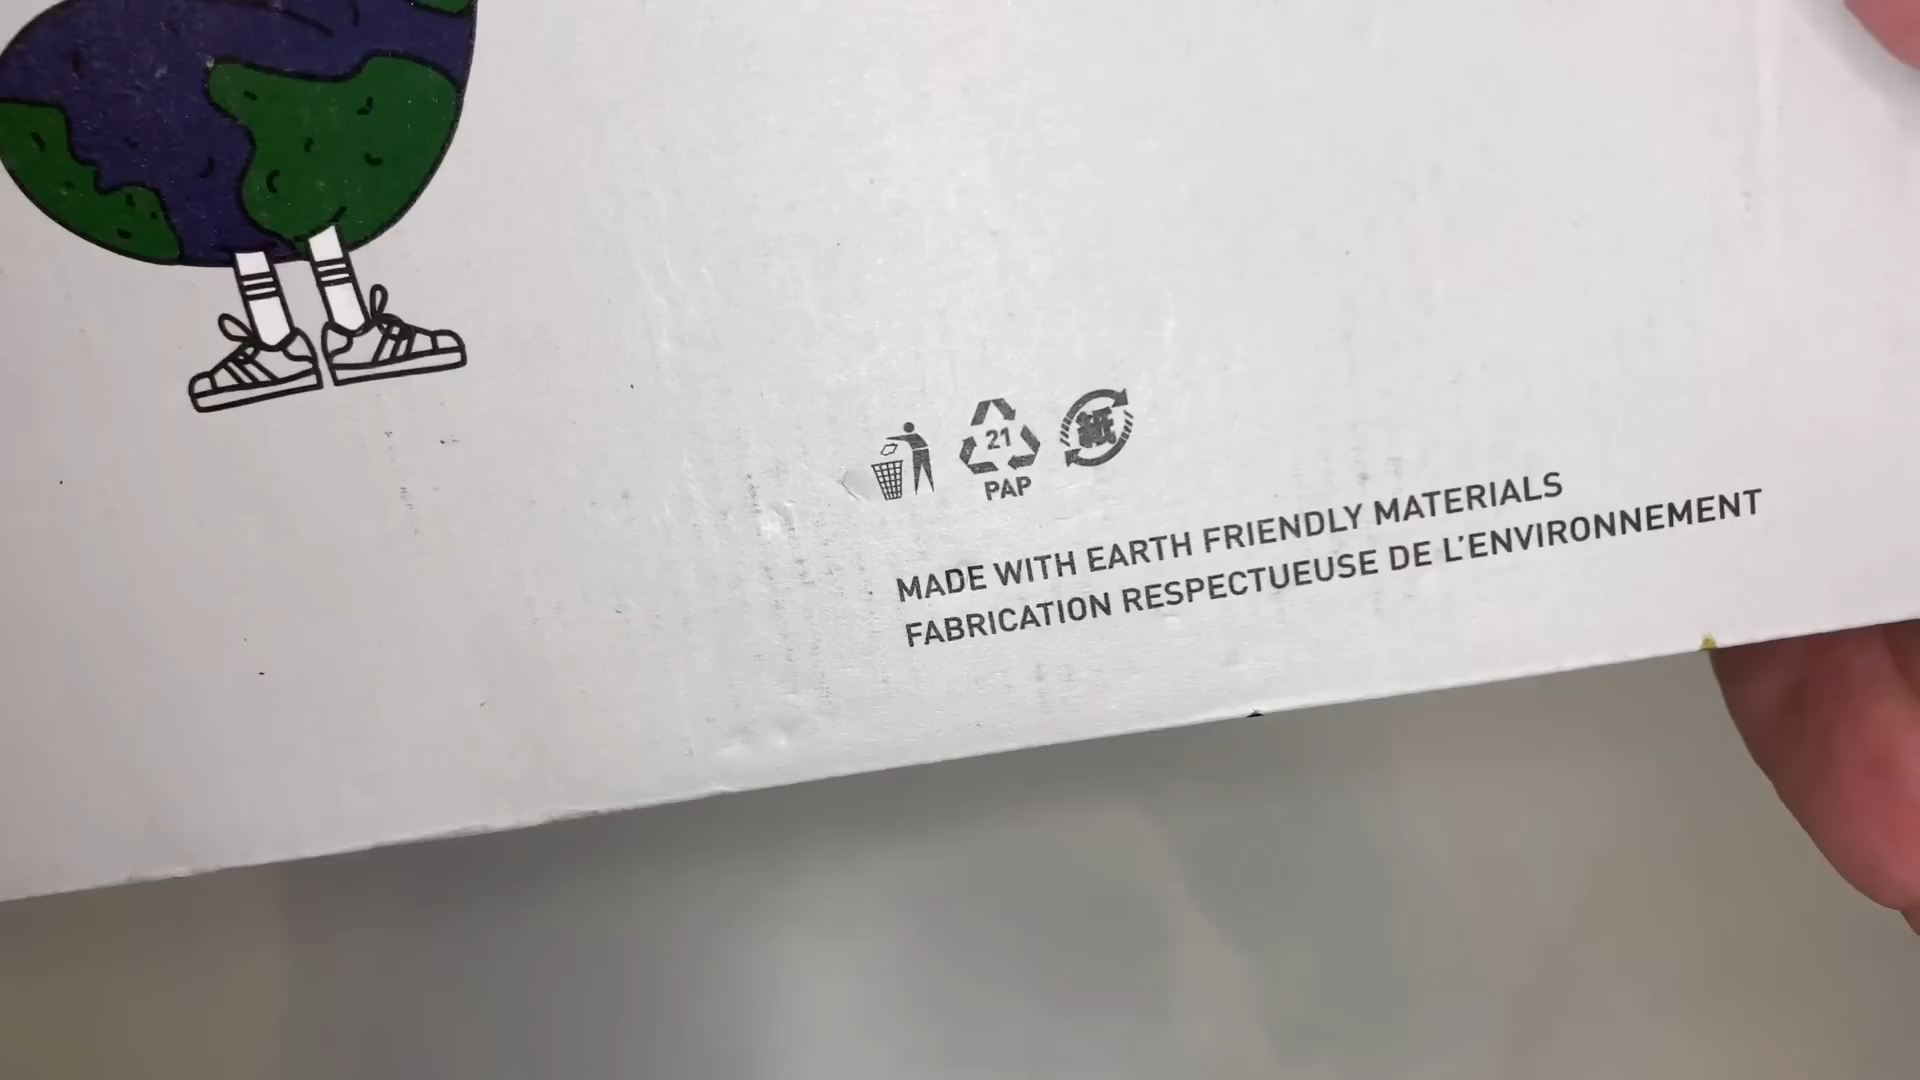 21
PAP
紙
MADE WITH EARTH FRIENDLY MATERIALS
FABRICATION RESPECTUEUSE DE L'ENVIRONNEMENT